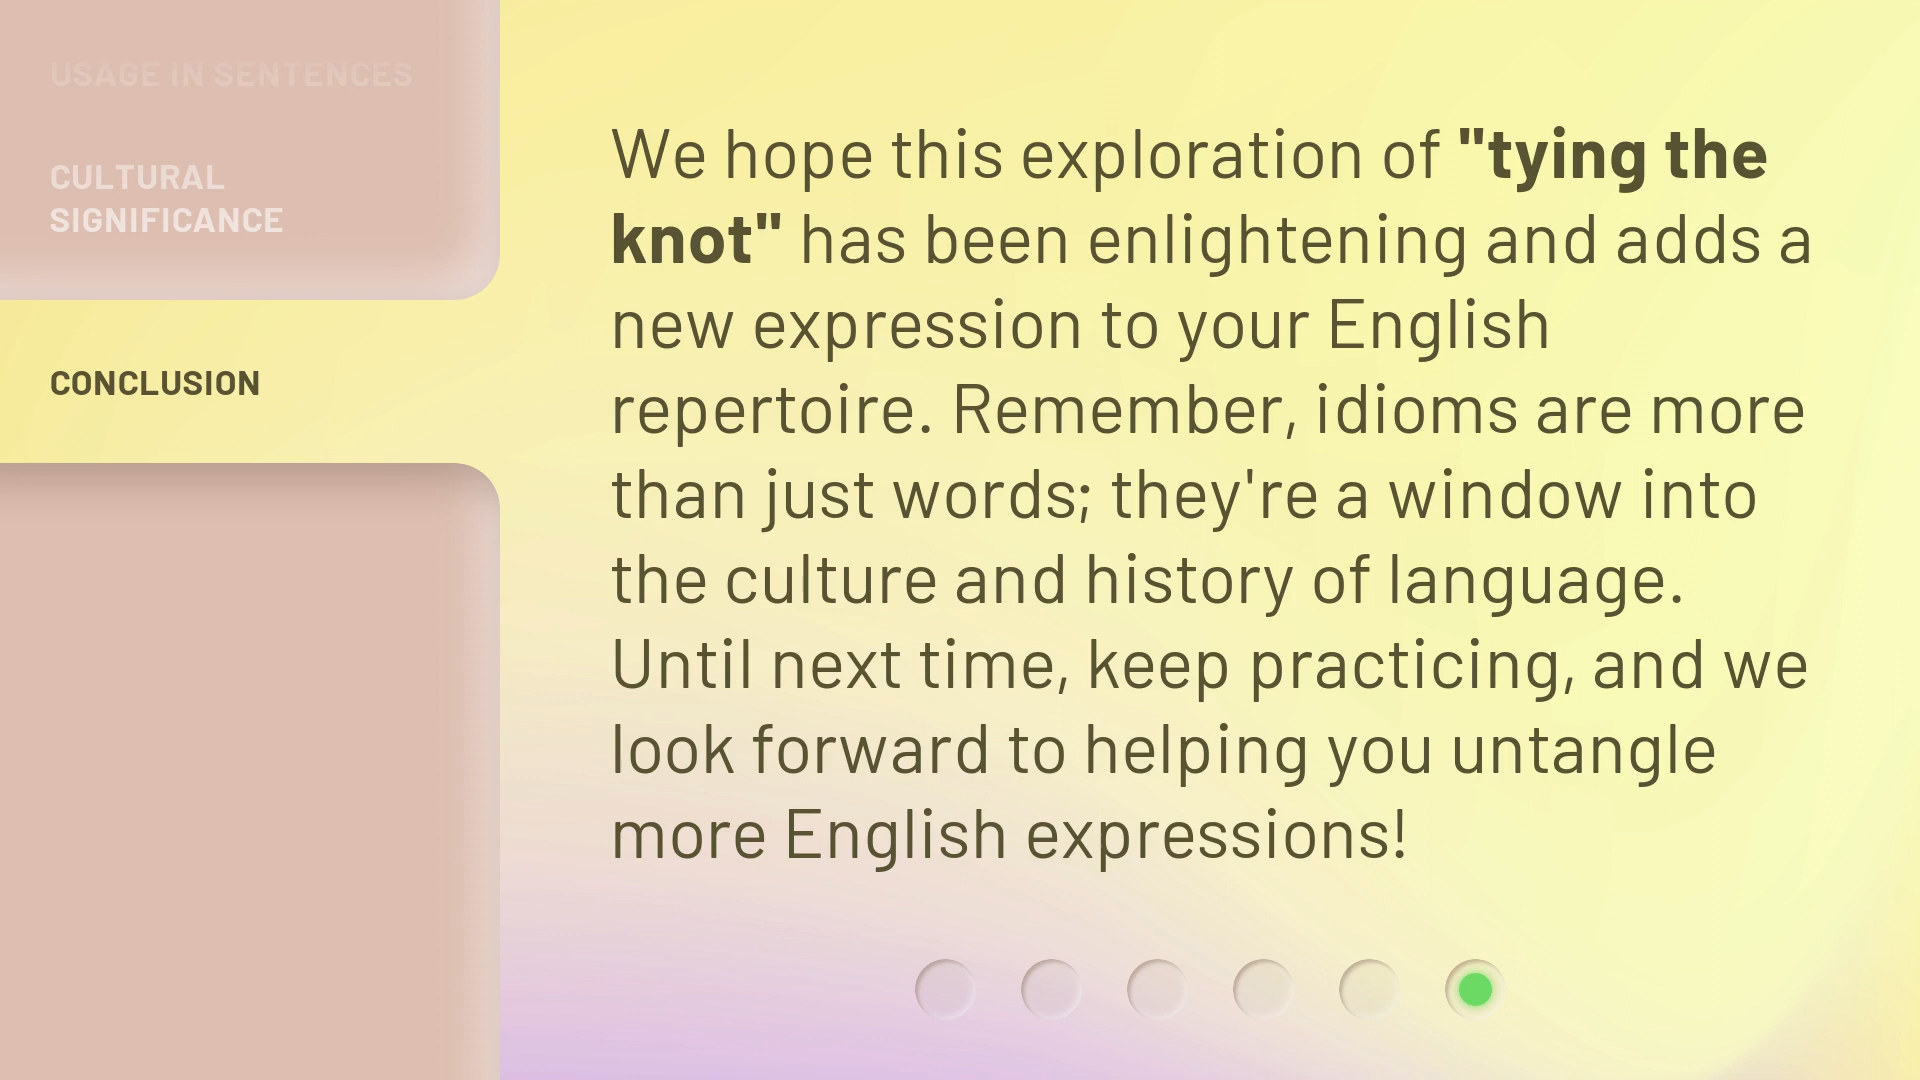 USAGE IN SENTENCES
CULTURAL
SIGNIFICANCE
CONCLUSION
We hope this exploration of "tying the
knot" has been enlightening and adds a
new expression to your English
repertoire. Remember, idioms are more
than just words; they're a window into
the culture and history of language.
Until next time, keep practicing, and we
look forward to helping you untangle
more English expressions!